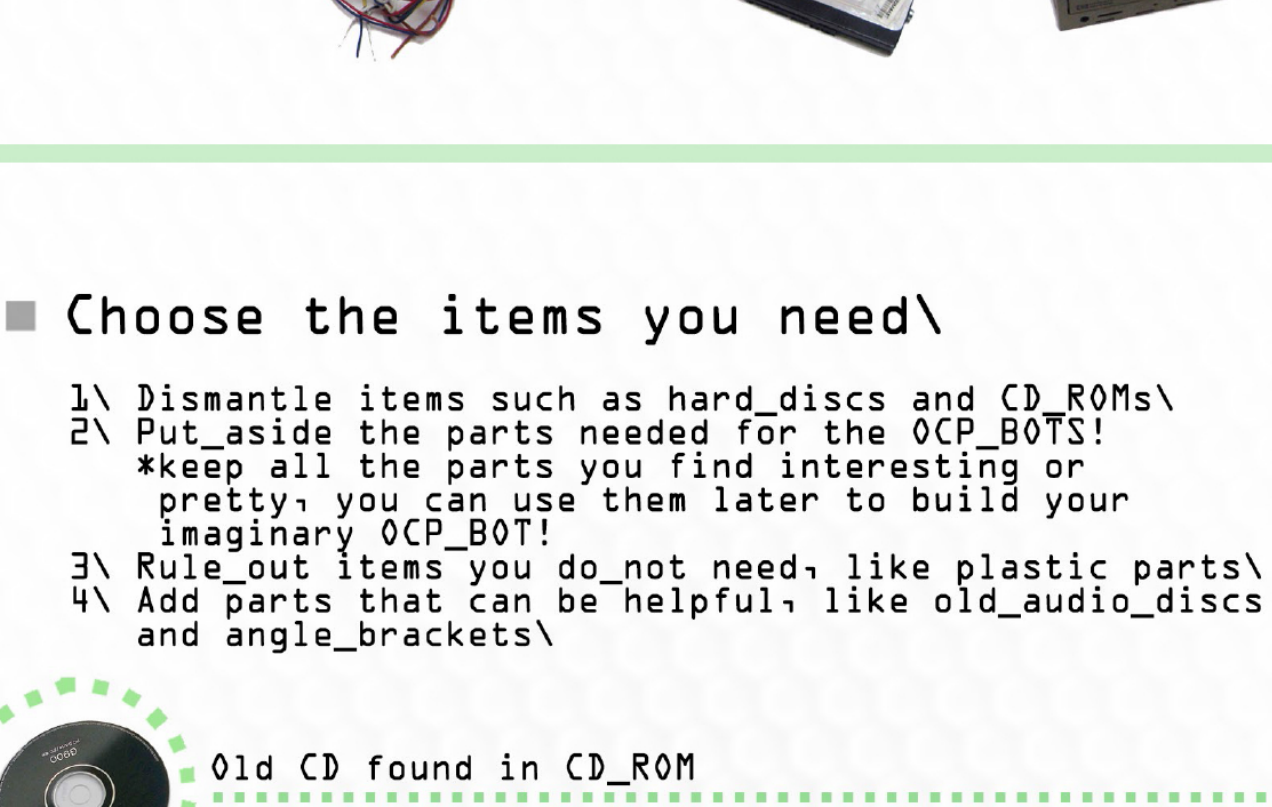 Choose the items you need\
1\ Dismantle items such as hard_discs and CD_ROMs\
2\ Put_aside the parts needed for the OCP_BOTS!
*keep all the parts you find interesting or
pretty, you can use them later to build your
imaginary OCP_BOT!
3\ Rule_out items you do_not need, like plastic parts\
4\ Add parts that can be helpful, like old_audio_discs
and angle_brackets\
Old CD found in CD_ROM